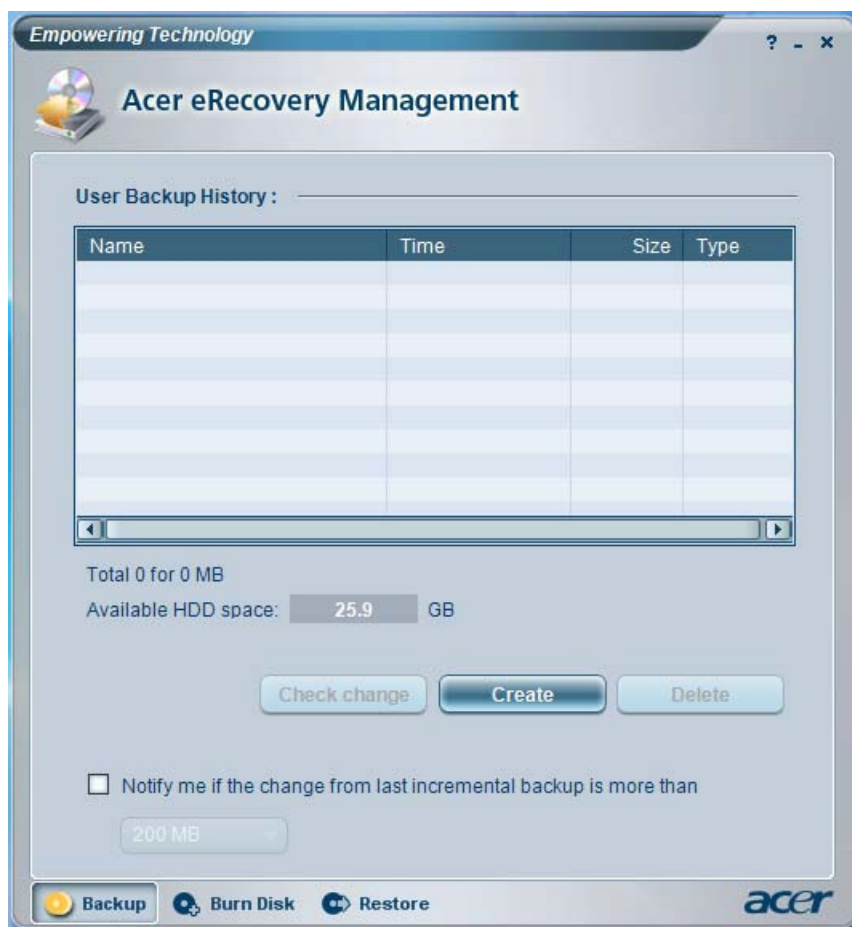 Empowering Technology
? - ×
Acer eRecovery Management
User Backup History :
Name Time Size Type
Total 0 for 0 MB
Available HDD space: 25.9 GB
Check change Create Delete
Notify me if the change from last incremental backup is more than
200 MB
Backup Burn Disk Restore acer